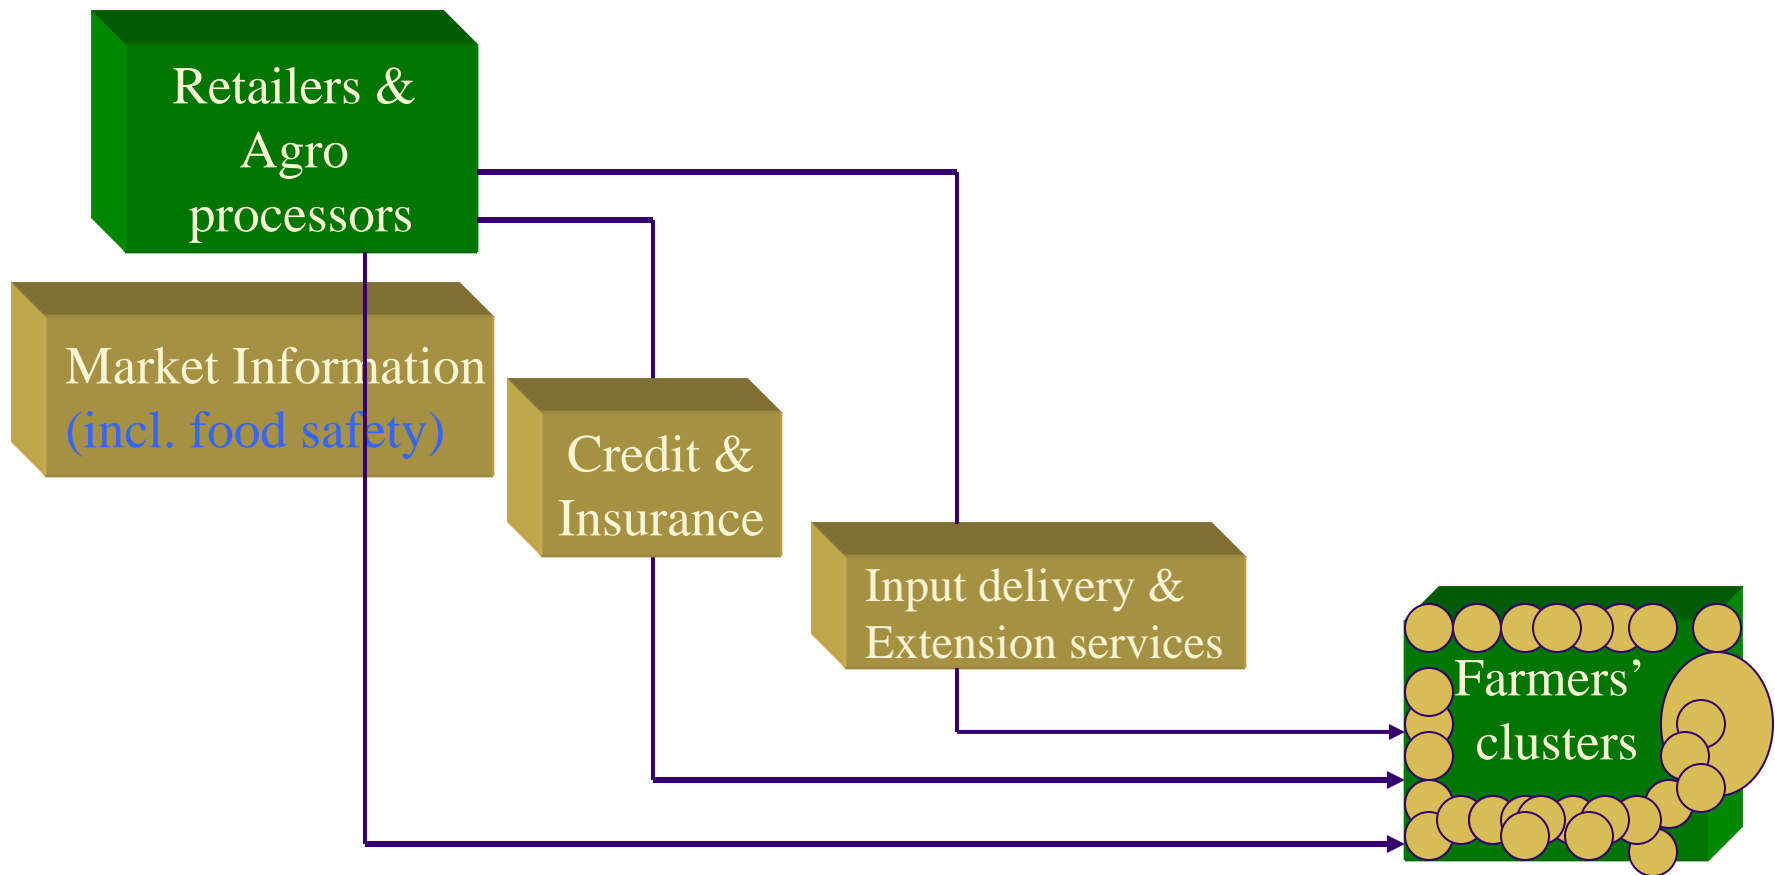 Retailers &
Agro
processors
Market Information
(incl. food safety)
Credit &
Insurance
Input delivery &
Extension services
Farmers’
clusters